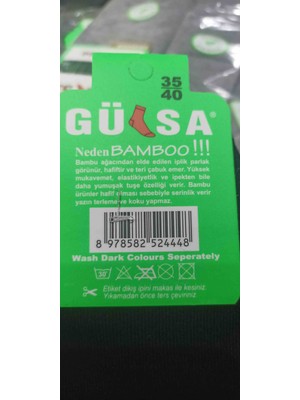 35
40
GÜLSA
Neden BAMBOO!!!
Bambu ağacından elde edilen iplik parlak
görünür, hafiftir ve teri çabuk emer. Yüksek
mukavemet, elastikiyetlik ve ipekten bile
daha yumuşak tuşe özelliği verir. Bambu
ürünler hafif olması sebebiyle serinlik verir
yazın terleme ve koku yapmaz.
8 978582 524448
Wash Dark Colours Seperately
30
Etiket dikiş ipini makas ile kesiniz.
Yıkamadan önce ters çeviriniz.